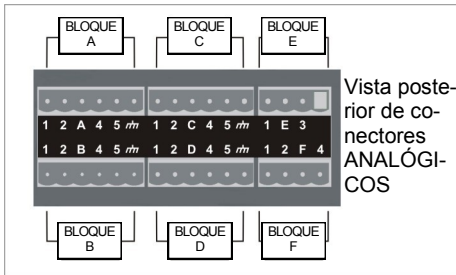 BLOQUE
A
BLOQUE
C
BLOQUE
E
1 2 A 4 5 1 2 C 4 5 1 E 3
1 2 B 4 5 1 2 D 4 5 1 2 F 4
BLOQUE
B
BLOQUE
D
BLOQUE
F
Vista poste-
rior de co-
nectores
ANALÓGI-
COS